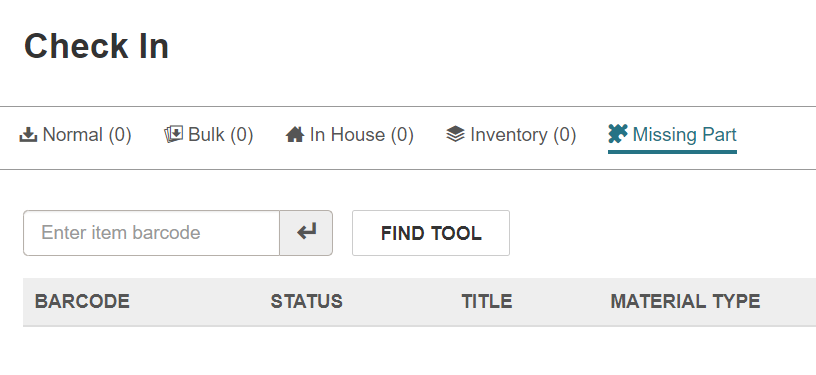 Check In
Normal (0) Bulk (0) In House (0) Inventory (0) Missing Part
Enter item barcode FIND TOOL
BARCODE STATUS TITLE MATERIAL TYPE